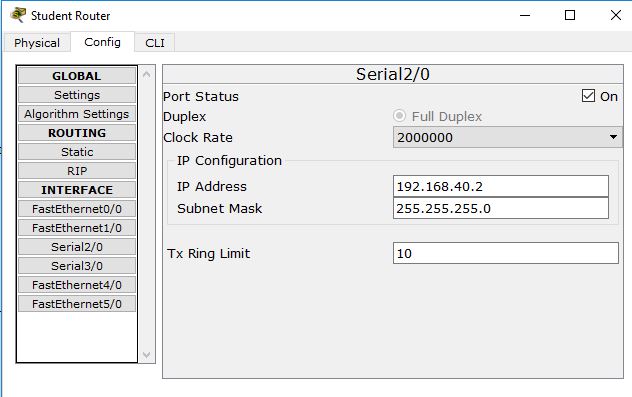 Student Router
Physical Config CLI
GLOBAL
Settings
Algorithm Settings
ROUTING
Static
RIP
INTERFACE
FastEthernet0/0
FastEthernet1/0
Serial2/0
Serial3/0
FastEthernet4/0
FastEthernet5/0
Serial2/0
Port Status On
Duplex Full Duplex
Clock Rate 2000000
IP Configuration
IP Address 192.168.40.2
Subnet Mask 255.255.255.0
Tx Ring Limit 10